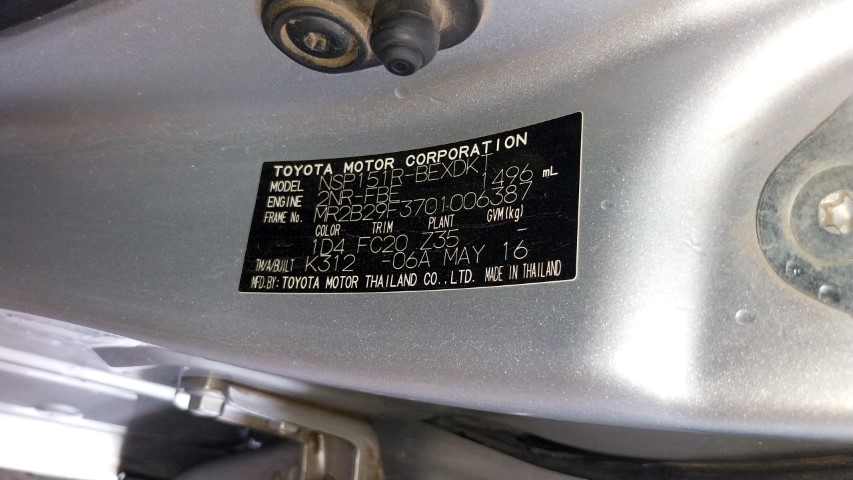 TOYOTA MOTOR CORPORATION
MODEL NSP151R-BEXDKT
ENGINE 2NR-FBE 1496 mL
FRAME No. MR2B29F3701006387
COLOR TRIM PLANT GVM(kg)
1D4 FC20 Z35 -
TM/A/BUILT K312 -06A MAY 16
MFD.BY: TOYOTA MOTOR THAILAND CO.,LTD. MADE IN THAILAND